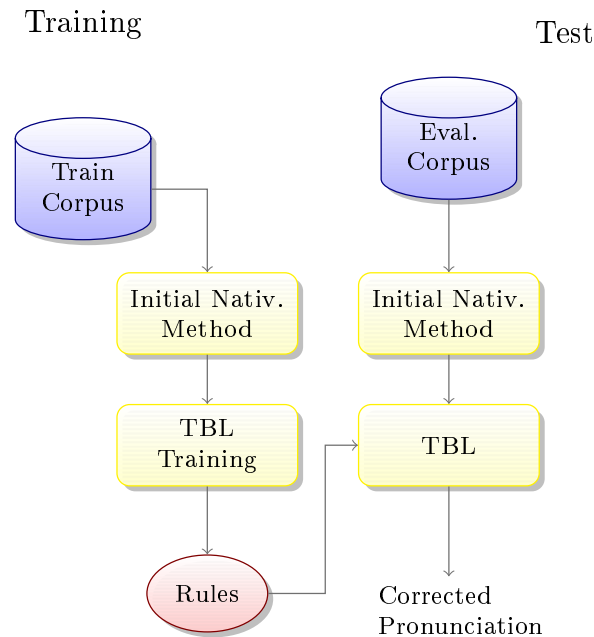 Training
Test
Train
Corpus
Eval.
Corpus
Initial Nativ.
Method
Initial Nativ.
Method
TBL
Training
TBL
Rules
Corrected
Pronunciation